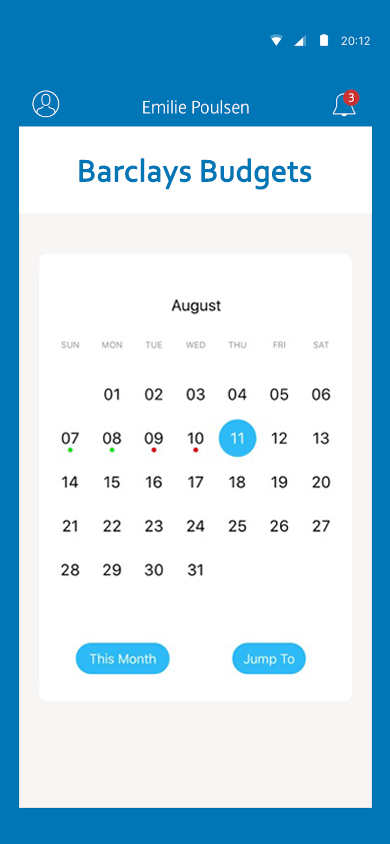 20:12
Emilie Poulsen
3
Barclays Budgets
August
SUN MON TUE WED THU FRI SAT
01 02 03 04 05 06
07 08 09 10 11 12 13
14 15 16 17 18 19 20
21 22 23 24 25 26 27
28 29 30 31
This Month Jump To